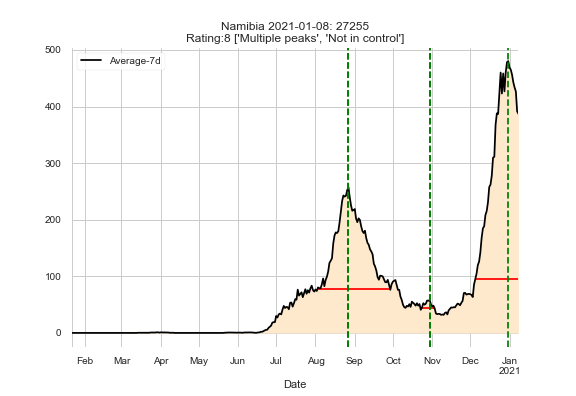 Namibia 2021-01-08: 27255
Rating:8 ['Multiple peaks', 'Not in control']
Average-7d
500
400
300
200
100
0
Feb Mar Apr May Jun Jul Aug Sep Oct Nov Dec Jan
2021
Date